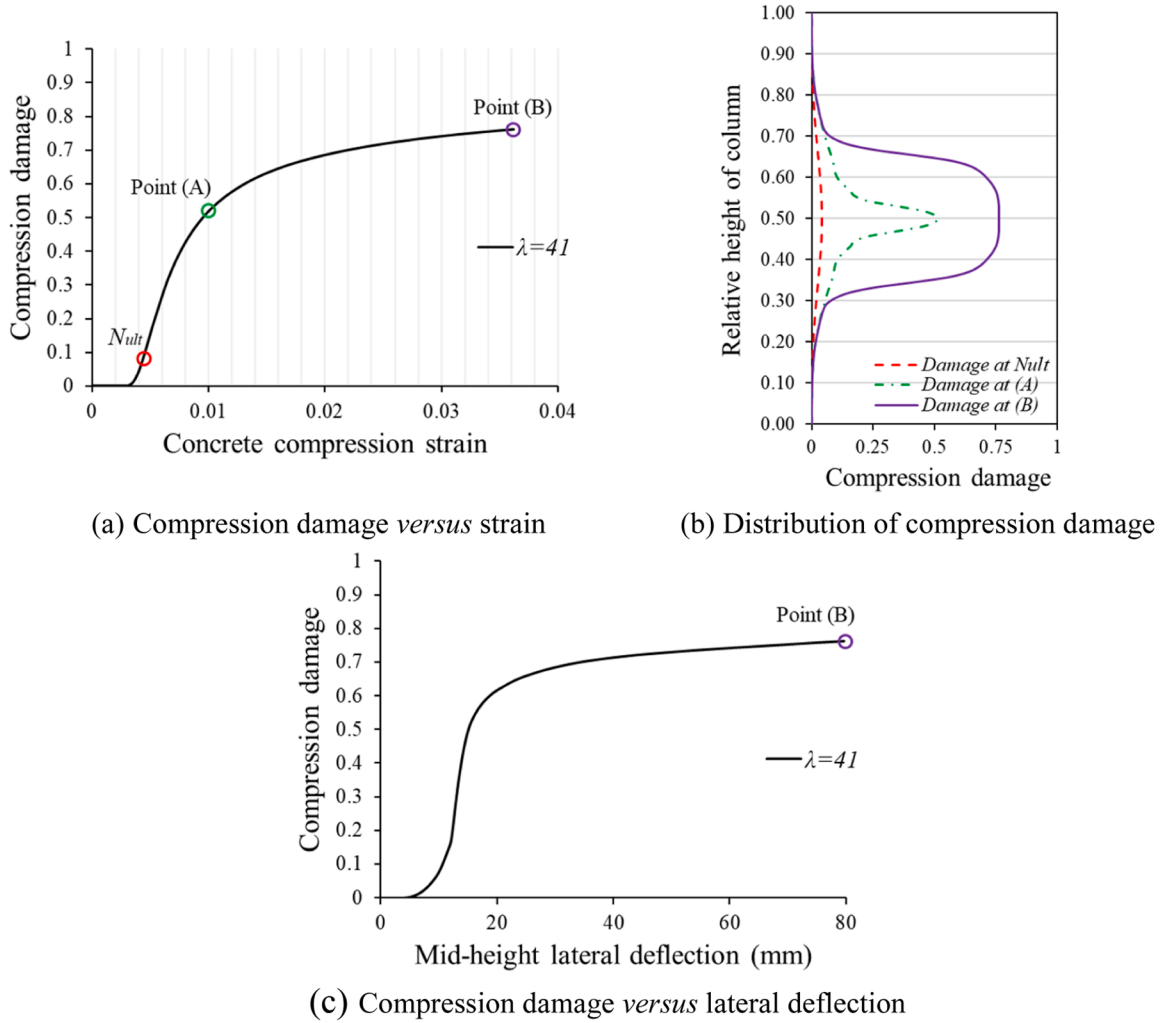 Compression damage
1
0.9
0.8
0.7
0.6
0.5
0.4
0.3
0.2
0.1
0
Point (B)
Point (A)
λ=41
Nult
0 0.01 0.02 0.03 0.04
Concrete compression strain
(a) Compression damage versus strain
Relative height of column
1.00
0.90
0.80
0.70
0.60
0.50
0.40
0.30
0.20
0.10
0.00
Damage at Nult
Damage at (A)
Damage at (B)
0 0.25 0.5 0.75 1
Compression damage
(b) Distribution of compression damage
Compression damage
1
0.9
0.8
0.7
0.6
0.5
0.4
0.3
0.2
0.1
0
Point (B)
λ=41
0 20 40 60 80
Mid-height lateral deflection (mm)
(c) Compression damage versus lateral deflection